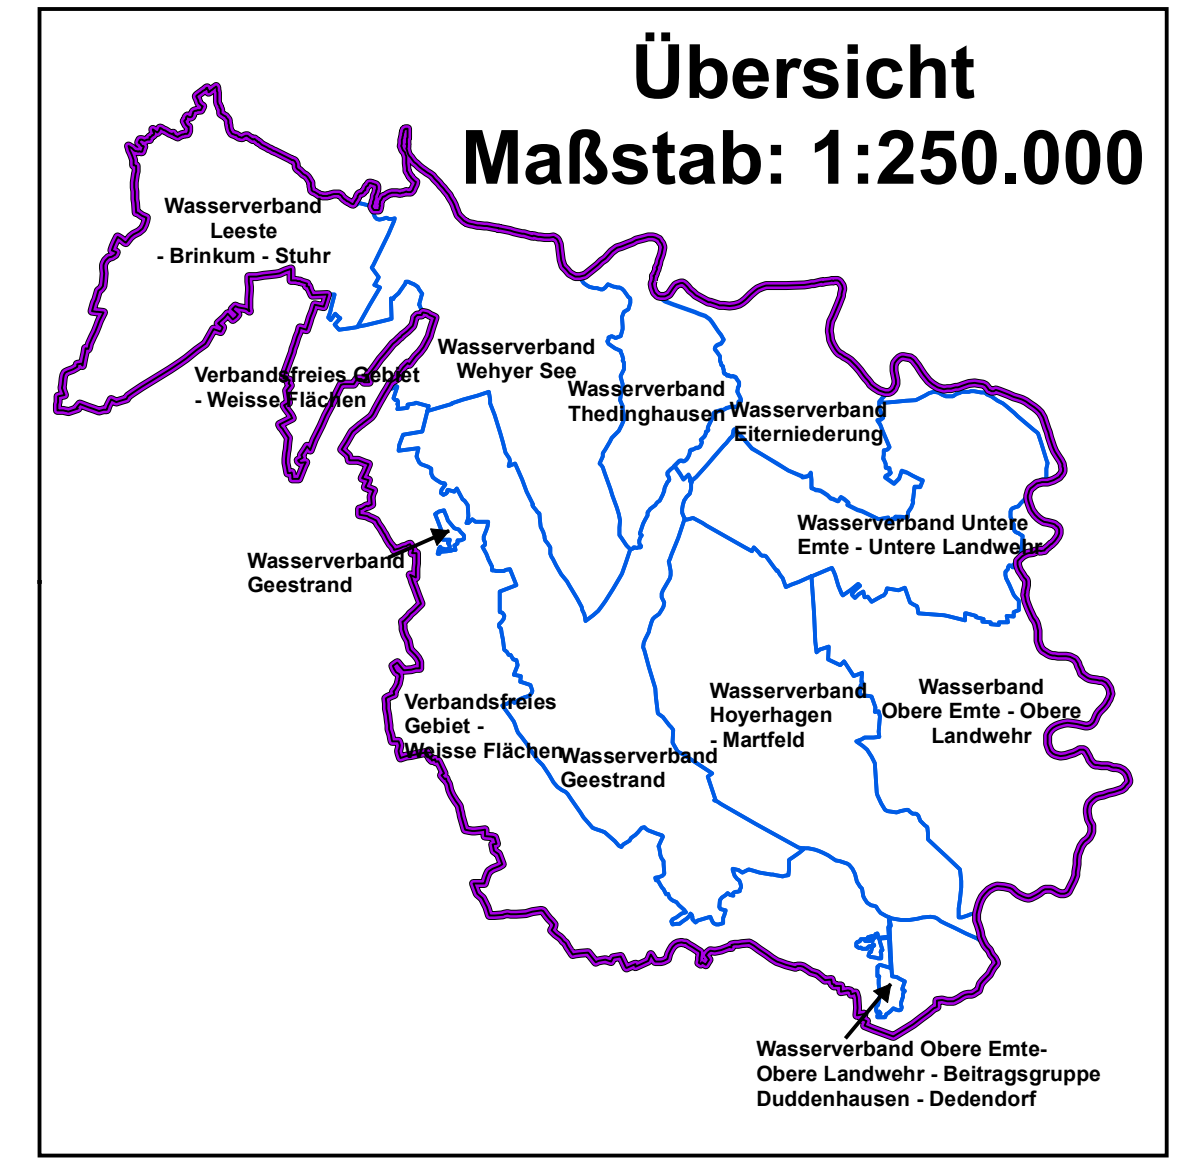 Übersicht
Maßstab: 1:250.000
Wasserverband
Leeste
- Brinkum - Stuhr
Verbandsfreies Gebiet
- Weisse Flächen
Wasserverband
Wehyer See
Wasserverband
Thedinghausen
Wasserverband
Eiterniederung
Wasserverband Untere
Emte - Untere Landwehr
Wasserverband
Geestrand
Verbandsfreies
Gebiet -
Weisse Flächen
Wasserverband
Geestrand
Wasserverband
Hoyerhagen
- Martfeld
Wasserband
Obere Emte - Obere
Landwehr
Wasserverband Obere Emte-
Obere Landwehr - Beitragsgruppe
Duddenhausen - Dedendorf